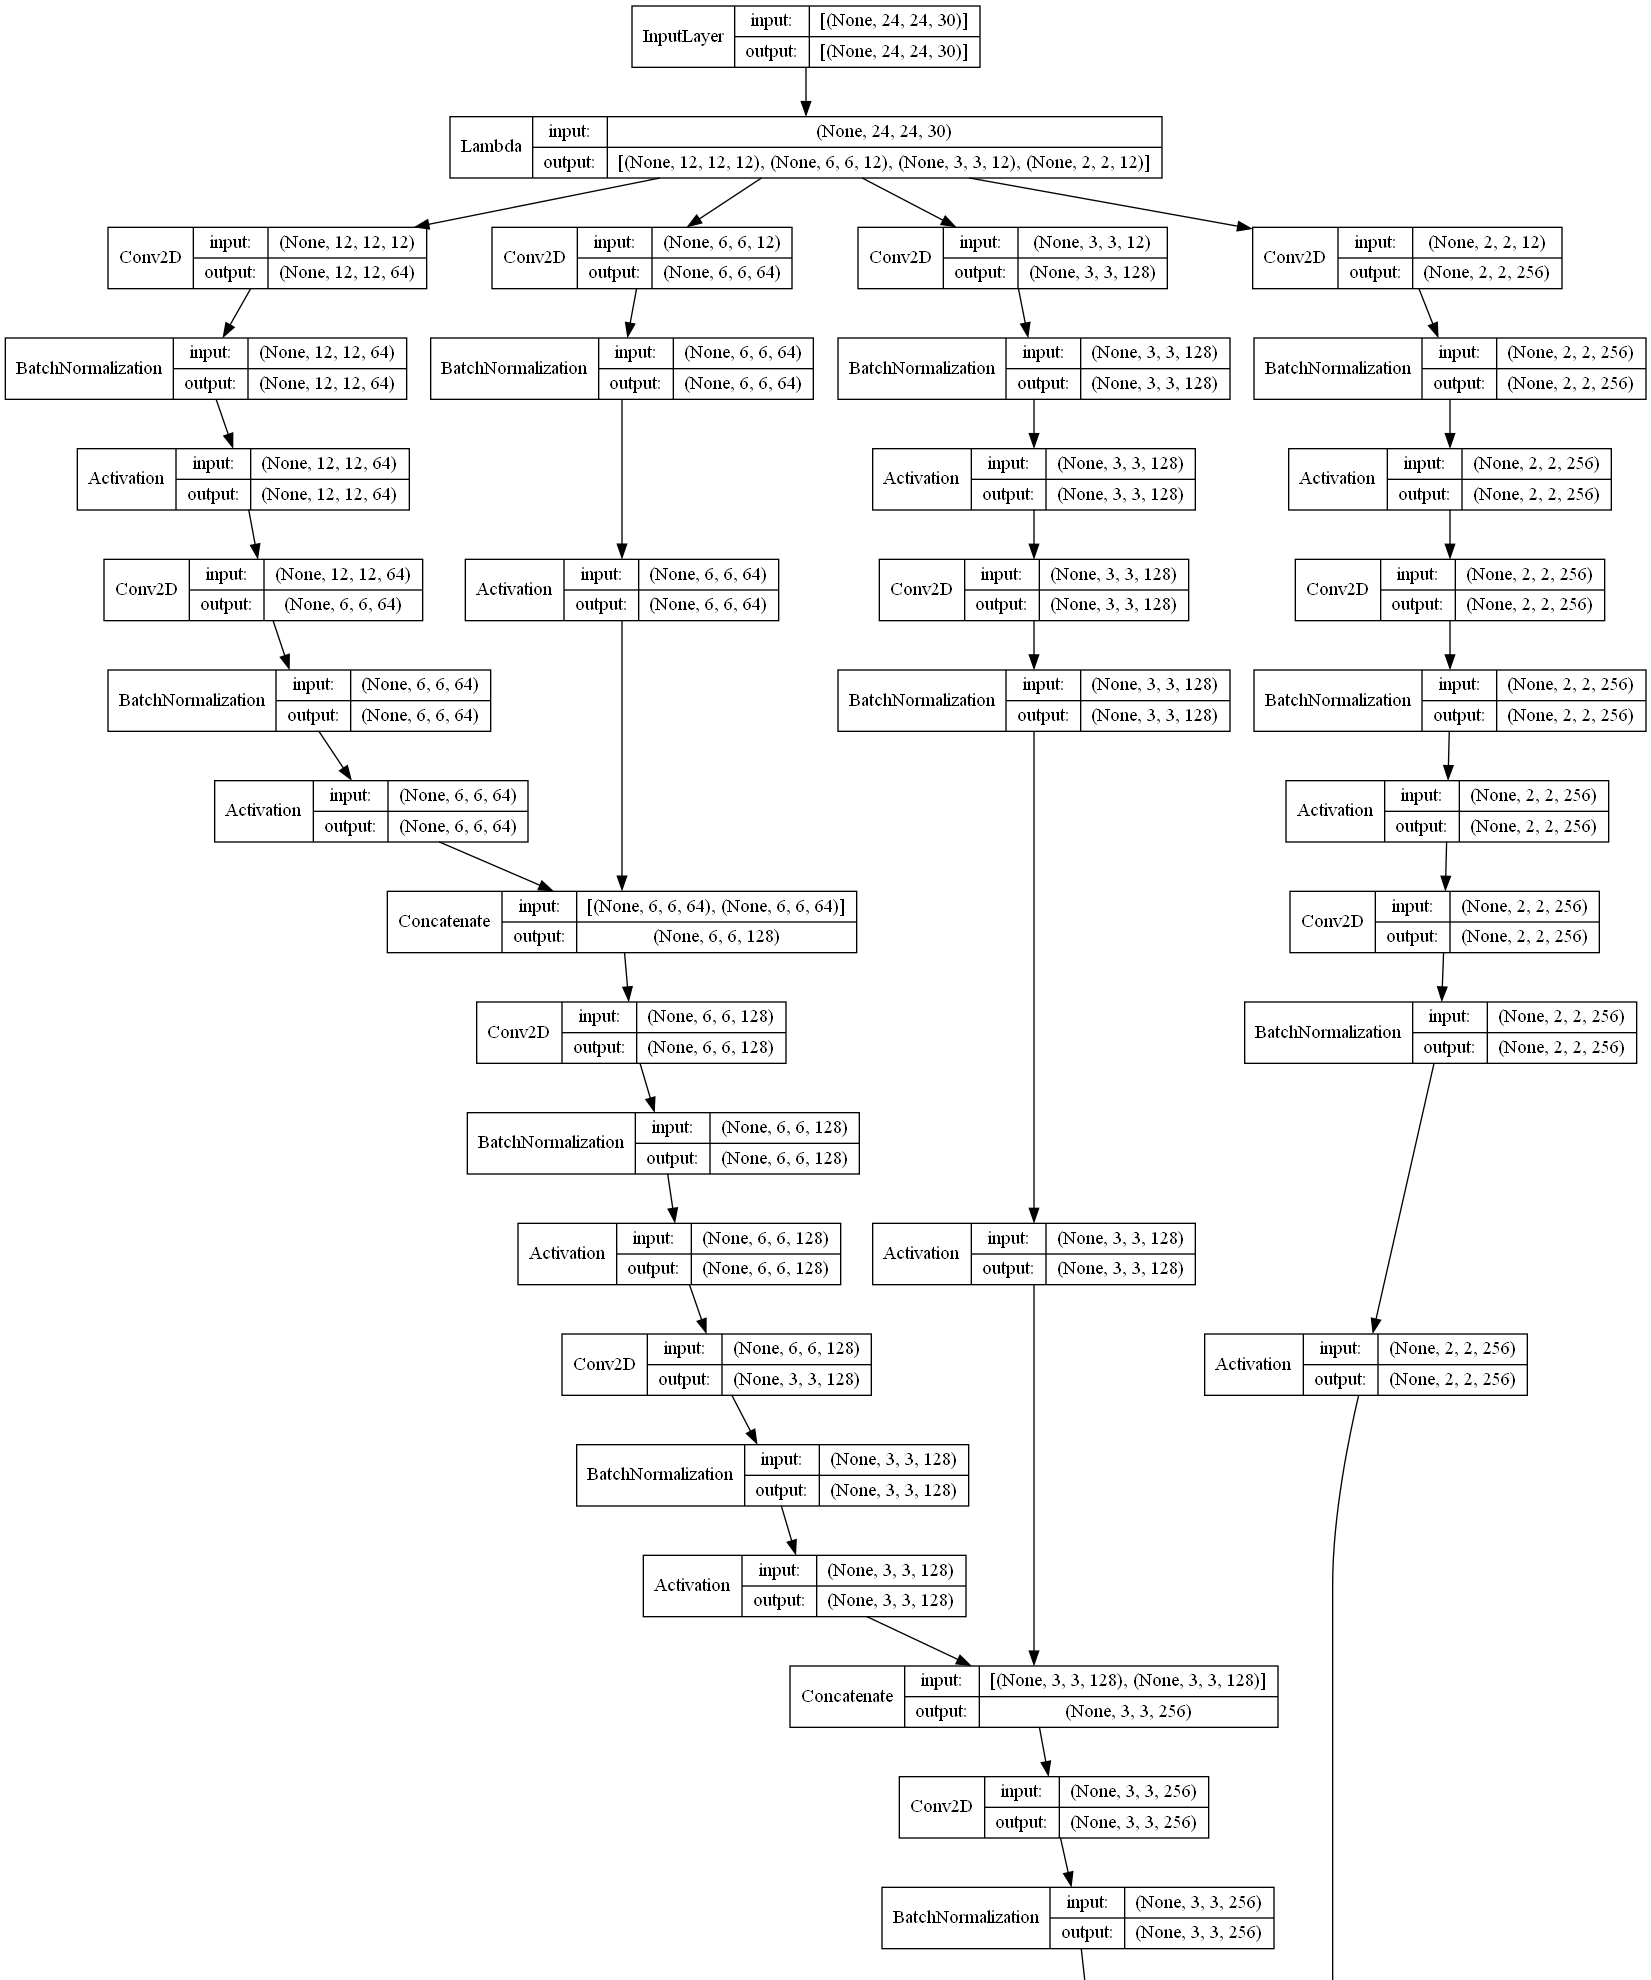 InputLayer
input: [(None, 24, 24, 30)]
output: [(None, 24, 24, 30)]
Lambda
input: (None, 24, 24, 30)
output: [(None, 12, 12, 12), (None, 6, 6, 12), (None, 3, 3, 12), (None, 2, 2, 12)]
Conv2D
input: (None, 12, 12, 12)
output: (None, 12, 12, 64)
Conv2D
input: (None, 6, 6, 12)
output: (None, 6, 6, 64)
Conv2D
input: (None, 3, 3, 12)
output: (None, 3, 3, 128)
Conv2D
input: (None, 2, 2, 12)
output: (None, 2, 2, 256)
BatchNormalization
input: (None, 12, 12, 64)
output: (None, 12, 12, 64)
BatchNormalization
input: (None, 6, 6, 64)
output: (None, 6, 6, 64)
BatchNormalization
input: (None, 3, 3, 128)
output: (None, 3, 3, 128)
BatchNormalization
input: (None, 2, 2, 256)
output: (None, 2, 2, 256)
Activation
input: (None, 12, 12, 64)
output: (None, 12, 12, 64)
Activation
input: (None, 3, 3, 128)
output: (None, 3, 3, 128)
Activation
input: (None, 2, 2, 256)
output: (None, 2, 2, 256)
Conv2D
input: (None, 12, 12, 64)
output: (None, 6, 6, 64)
Activation
input: (None, 6, 6, 64)
output: (None, 6, 6, 64)
Conv2D
input: (None, 3, 3, 128)
output: (None, 3, 3, 128)
Conv2D
input: (None, 2, 2, 256)
output: (None, 2, 2, 256)
BatchNormalization
input: (None, 6, 6, 64)
output: (None, 6, 6, 64)
BatchNormalization
input: (None, 3, 3, 128)
output: (None, 3, 3, 128)
BatchNormalization
input: (None, 2, 2, 256)
output: (None, 2, 2, 256)
Activation
input: (None, 6, 6, 64)
output: (None, 6, 6, 64)
Activation
input: (None, 2, 2, 256)
output: (None, 2, 2, 256)
Concatenate
input: [(None, 6, 6, 64), (None, 6, 6, 64)]
output: (None, 6, 6, 128)
Conv2D
input: (None, 2, 2, 256)
output: (None, 2, 2, 256)
Conv2D
input: (None, 6, 6, 128)
output: (None, 6, 6, 128)
BatchNormalization
input: (None, 2, 2, 256)
output: (None, 2, 2, 256)
BatchNormalization
input: (None, 6, 6, 128)
output: (None, 6, 6, 128)
Activation
input: (None, 6, 6, 128)
output: (None, 6, 6, 128)
Activation
input: (None, 3, 3, 128)
output: (None, 3, 3, 128)
Conv2D
input: (None, 6, 6, 128)
output: (None, 3, 3, 128)
Activation
input: (None, 2, 2, 256)
output: (None, 2, 2, 256)
BatchNormalization
input: (None, 3, 3, 128)
output: (None, 3, 3, 128)
Activation
input: (None, 3, 3, 128)
output: (None, 3, 3, 128)
Concatenate
input: [(None, 3, 3, 128), (None, 3, 3, 128)]
output: (None, 3, 3, 256)
Conv2D
input: (None, 3, 3, 256)
output: (None, 3, 3, 256)
BatchNormalization
input: (None, 3, 3, 256)
output: (None, 3, 3, 256)